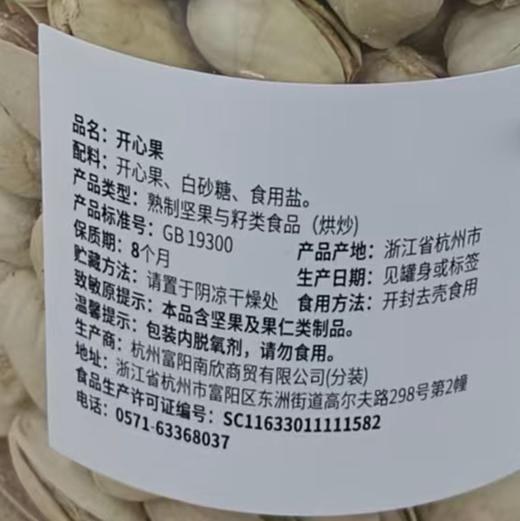 品名：开心果
配料：开心果、白砂糖、食用盐。
产品类型：熟制坚果与籽类食品（烘炒）
产品标准号：GB 19300 产品产地：浙江省杭州市
保质期：8个月 生产日期：见罐身或标签
贮藏方法：请置于阴凉干燥处 食用方法：开封去壳食用
致敏原提示：本品含坚果及果仁类制品。
温馨提示：包装内脱氧剂，请勿食用。
生产商：杭州富阳南欣商贸有限公司(分装)
地址：浙江省杭州市富阳区东洲街道高尔夫路298号第2幢
食品生产许可证编号：SC11633011111582
电话：0571-63368037